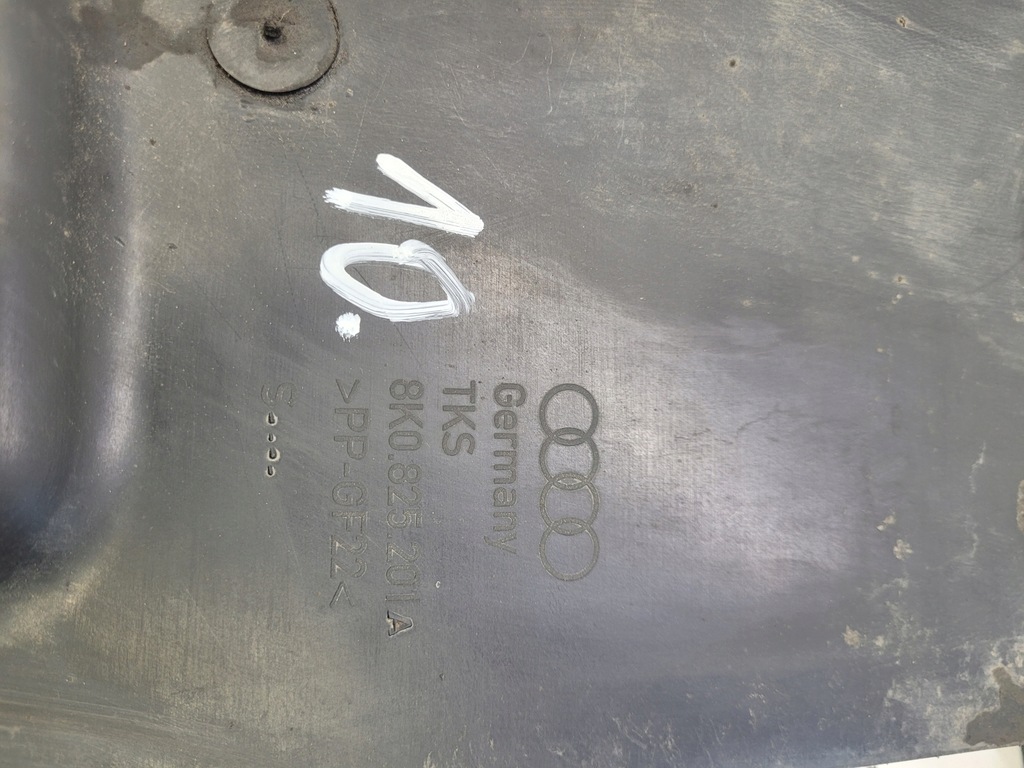 10.
Germany
TKS
8K0.825.201 A
>PP-GF22<
S